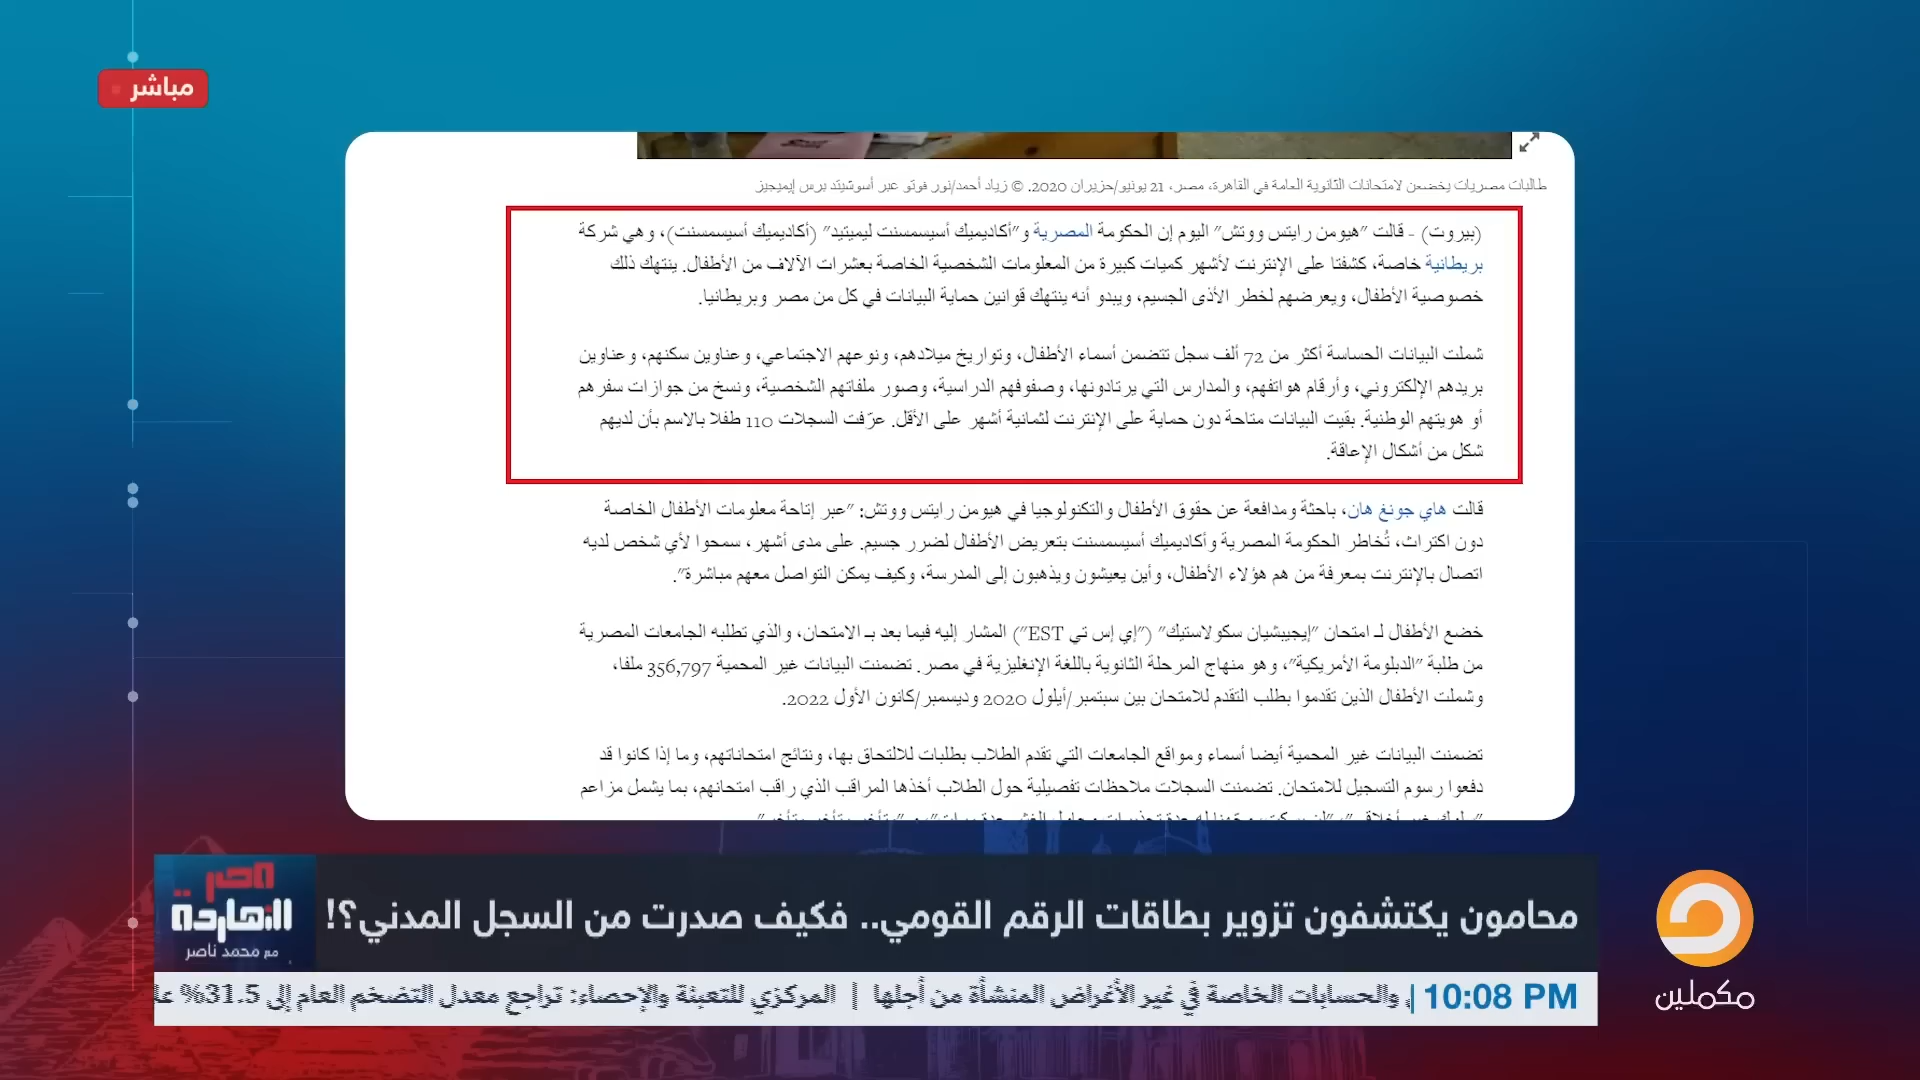 مباشر
طالبات مصريات يخضعن لامتحانات الثانوية العامة في القاهرة، مصر، 21 يونيو/حزيران 2020. © زياد أحمد/نور فوتو عبر أسوشيتد برس إيميجيز
(بيروت) - قالت "هيومن رايتس ووتش" اليوم إن الحكومة المصرية و"أكاديميك أسيسمسنت ليميتيد" (أكاديميك أسيسمسنت)، وهي شركة
بريطانية خاصة، كشفتا على الإنترنت لأشهر كميات كبيرة من المعلومات الشخصية الخاصة بعشرات الآلاف من الأطفال. ينتهك ذلك
خصوصية الأطفال، ويعرضهم لخطر الأذى الجسيم، ويبدو أنه ينتهك قوانين حماية البيانات في كل من مصر وبريطانيا.
شملت البيانات الحساسة أكثر من 72 ألف سجل تتضمن أسماء الأطفال، وتواريخ ميلادهم، ونوعهم الاجتماعي، وعناوين سكنهم، وعناوين
بريدهم الإلكتروني، وأرقام هواتفهم، والمدارس التي يرتادونها، وصفوفهم الدراسية، وصور ملفاتهم الشخصية، ونسخ من جوازات سفرهم
أو هويتهم الوطنية. بقيت البيانات متاحة دون حماية على الإنترنت لثمانية أشهر على الأقل. عرّفت السجلات 110 طفلا بالاسم بأن لديهم
شكل من أشكال الإعاقة.
قالت هاي جونغ هان، باحثة ومدافعة عن حقوق الأطفال والتكنولوجيا في هيومن رايتس ووتش: "عبر إتاحة معلومات الأطفال الخاصة
دون اكتراث، تُخاطر الحكومة المصرية وأكاديميك أسيسمسنت بتعريض الأطفال لضرر جسيم. على مدى أشهر، سمحوا لأي شخص لديه
اتصال بالإنترنت بمعرفة من هم هؤلاء الأطفال، وأين يعيشون ويذهبون إلى المدرسة، وكيف يمكن التواصل معهم مباشرة".
خضع الأطفال لـ امتحان "إيجيبشيان سكولاستيك" ("إي إس تي EST") المشار إليه فيما بعد بـ الامتحان، والذي تطلبه الجامعات المصرية
من طلبة "الدبلومة الأمريكية"، وهو منهاج المرحلة الثانوية باللغة الإنغليزية في مصر. تضمنت البيانات غير المحمية 356,797 ملفا،
وشملت الأطفال الذين تقدموا بطلب التقدم للامتحان بين سبتمبر/أيلول 2020 وديسمبر/كانون الأول 2022.
تضمنت البيانات غير المحمية أيضا أسماء ومواقع الجامعات التي تقدم الطلاب بطلبات للالتحاق بها، ونتائج امتحاناتهم، وما إذا كانوا قد
دفعوا رسوم التسجيل للامتحان. تضمنت السجلات ملاحظات تفصيلية حول الطلاب أخذها المراقب الذي راقب امتحانهم، بما يشمل مزاعم
مصر النهاردة
مع محمد ناصر
محامون يكتشفون تزوير بطاقات الرقم القومي.. فكيف صدرت من السجل المدني؟!
10:08 PM
والحسابات الخاصة في غير الأغراض المنشأة من أجلها | المركزي للتعبئة والإحصاء: تراجع معدل التضخم العام إلى 31.5%
مكملين